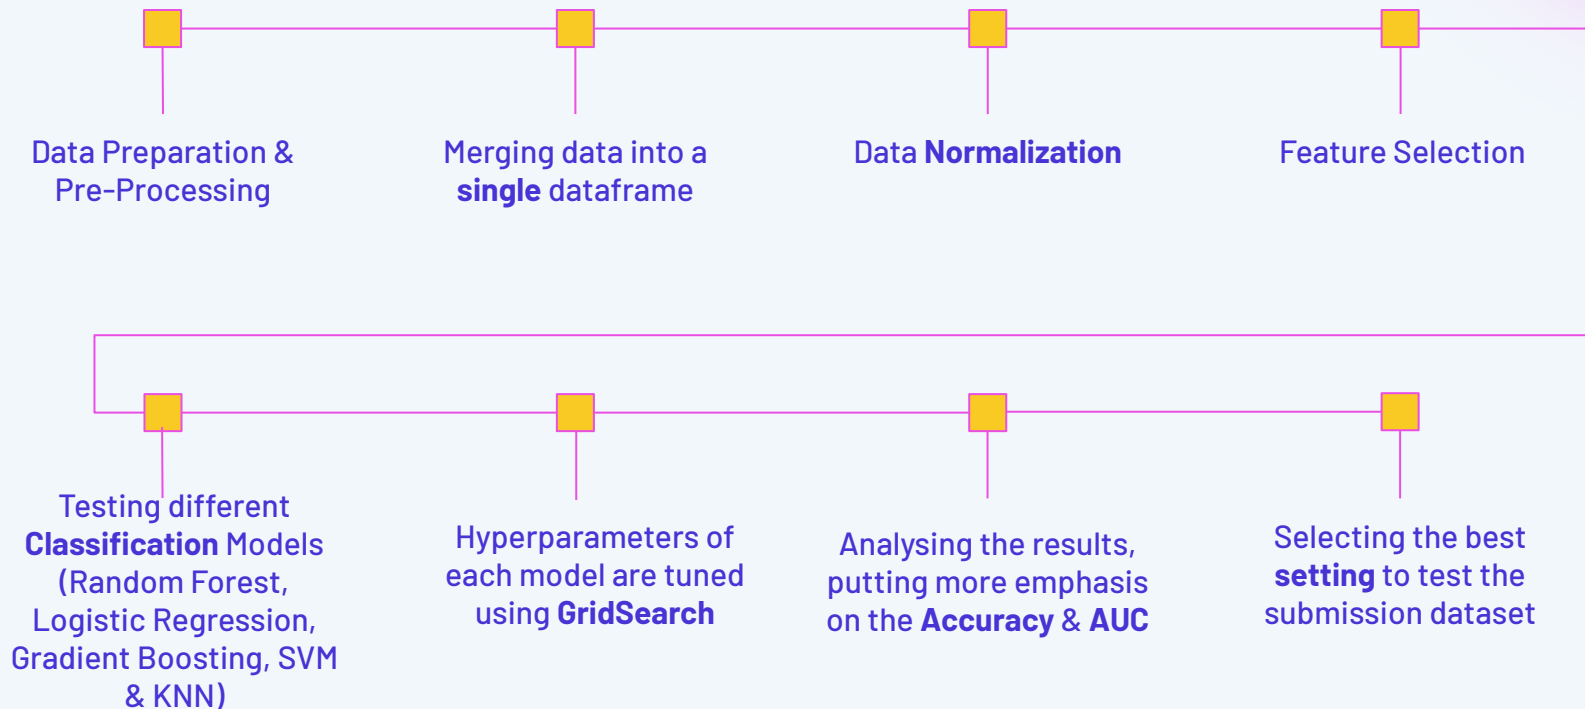 Data Preparation &
Pre-Processing
Merging data into a
single dataframe
Data Normalization
Feature Selection
Testing different
Classification Models
(Random Forest,
Logistic Regression,
Gradient Boosting, SVM
& KNN)
Hyperparameters of
each model are tuned
using GridSearch
Analysing the results,
putting more emphasis
on the Accuracy & AUC
Selecting the best
setting to test the
submission dataset